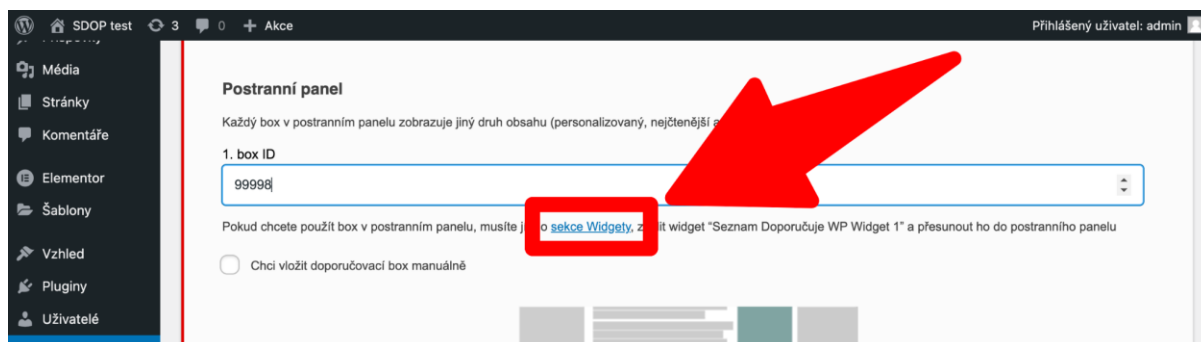 SDOP test 3 0 Akce Přihlášený uživatel: admin
Média
Stránky
Komentáře
Elementor
Šablony
Vzhled
Pluginy
Uživatelé
Postranní panel
Každý box v postranním panelu zobrazuje jiný druh obsahu (personalizovaný, nejčtenější
1. box ID
99998
Pokud chcete použít box v postranním panelu, musíte o sekce Widgety, it widget “Seznam Doporučuje WP Widget 1” a přesunout ho do postranního panelu
Chci vložit doporučovací box manuálně